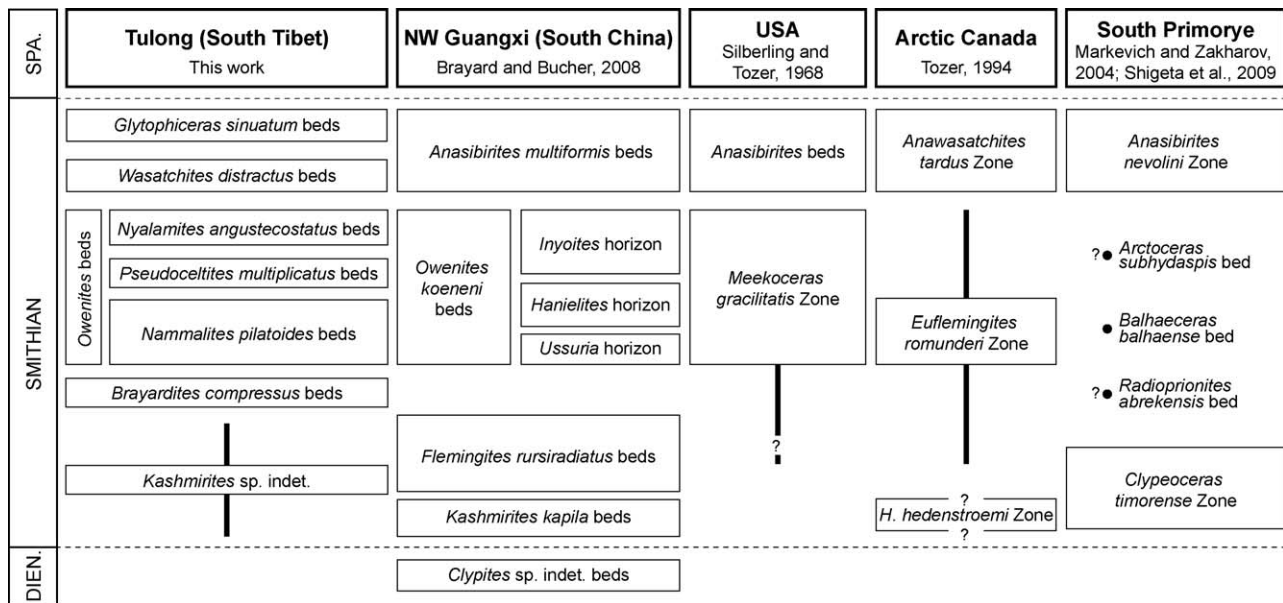 SPA.
Tulong (South Tibet)
This work
NW Guangxi (South China)
Brayard and Bucher, 2008
USA
Silberling and
Tozer, 1968
Arctic Canada
Tozer, 1994
South Primorye
Markevich and Zakharov,
2004; Shigeta et al., 2009
SMITHIAN
Glytophiceras sinuatum beds
Wasatchites distractus beds
Owenites beds
Nyalamites angustecostatus beds
Pseudoceltites multiplicatus beds
Nammalites pilatoides beds
Brayardites compressus beds
Kashmirites sp. indet.
Anasibirites multiformis beds
Owenites
koeneni
beds
Inyoites horizon
Hanielites horizon
Ussuria horizon
Flemingites rursiradiatus beds
Kashmirites kapila beds
Anasibirites beds
Meekoceras
gracilitatis Zone
?
Anawasatchites
tardus Zone
Euflemingites
romunderi Zone
?
H. hedenstroemi Zone
?
Anasibirites
nevolini Zone
? Arctoceras
subhydaspis bed
Balhaeceras
balhaense bed
? Radioprionites
abrekensis bed
Clypeoceras
timorense Zone
DIEN.
Clypites sp. indet. beds